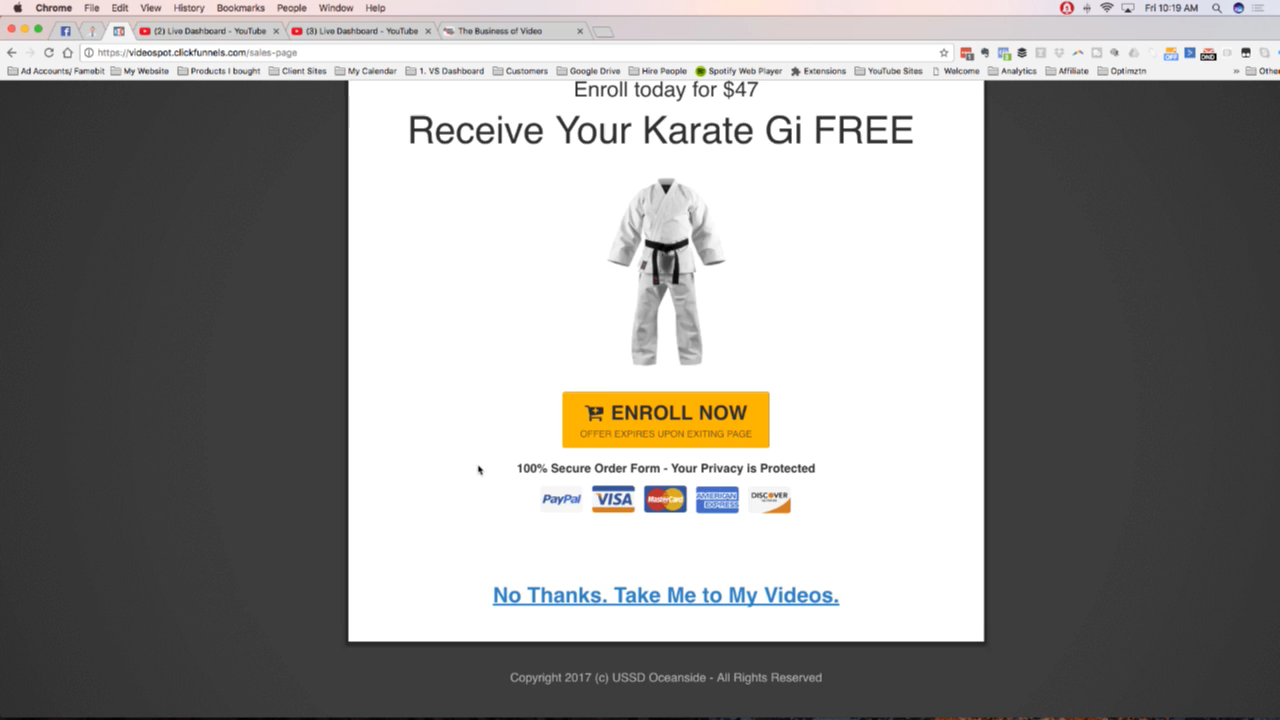 Chrome File Edit View History Bookmarks People Window Help Fri 10:19 AM
(2) Live Dashboard - YouTube (3) Live Dashboard - YouTube The Business of Video
https://videospot.clickfunnels.com/sales-page
Ad Accounts/ Famebit My Website Products I bought Client Sites My Calendar 1. VS Dashboard Customers Google Drive Hire People Spotify Web Player Extensions YouTube Sites Welcome Analytics Affiliate Optimztn » Other
Enroll today for $47
Receive Your Karate Gi FREE
ENROLL NOW
OFFER EXPIRES UPON EXITING PAGE
100% Secure Order Form - Your Privacy is Protected
PayPal VISA MasterCard AMERICAN EXPRESS DISCOVER
No Thanks. Take Me to My Videos.
Copyright 2017 (c) USSD Oceanside - All Rights Reserved